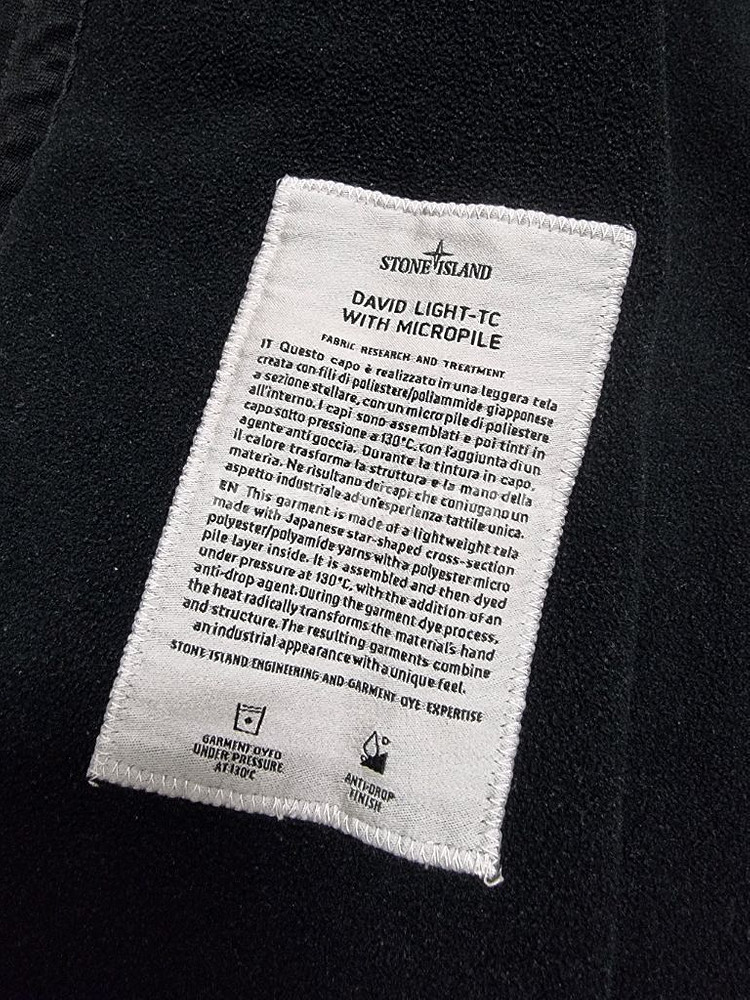 STONE ISLAND
DAVID LIGHT-TC
WITH MICROPILE
FABRIC RESEARCH AND TREATMENT
IT Questo capo è realizzato in una leggera tela
creata con fili di poliestere/poliammide giapponese
a sezione stellare, con un micro pile di poliestere
all'interno. I capi sono assemblati e poi tinti in
capo sotto pressione a 130°C, con l'aggiunta di un
agente anti goccia. Durante la tintura in capo,
il calore trasforma la struttura e la mano della
materia. Ne risultano dei capi che coniugano un
aspetto industriale ad un'esperienza tattile unica.
EN This garment is made of a lightweight tela
made with Japanese star-shaped cross-section
polyester/polyamide yarns with a polyester micro
pile layer inside. It is assembled and then dyed
under pressure at 130°C, with the addition of an
anti-drop agent. During the garment dye process,
the heat radically transforms the material's hand
and structure. The resulting garments combine
an industrial appearance with a unique feel.
STONE ISLAND ENGINEERING AND GARMENT DYE EXPERTISE
GARMENT DYED
UNDER PRESSURE
AT 130°C
ANTI-DROP
FINISH